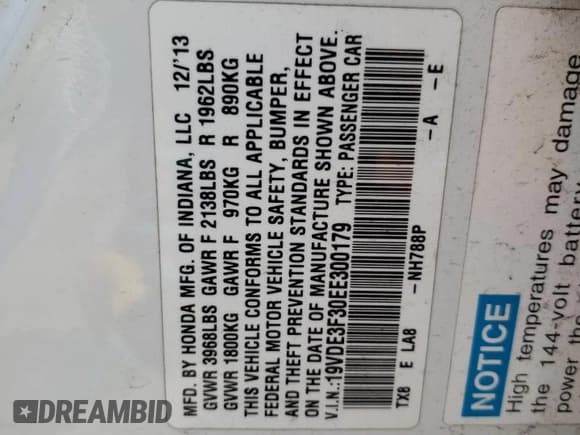 MFD. BY HONDA MFG. OF INDIANA, LLC 12/13
GVWR 3968LBS GAWR F 2138LBS R 1962LBS
GVWR 1800KG GAWR F 970KG R 890KG
THIS VEHICLE CONFORMS TO ALL APPLICABLE
FEDERAL MOTOR VEHICLE SAFETY, BUMPER,
AND THEFT PREVENTION STANDARDS IN EFFECT
ON THE DATE OF MANUFACTURE SHOWN ABOVE.
V.I.N.:19VDE3F30EE300179 TYPE: PASSENGER CAR
TX6 E LA8 -NH788P -A -E
NOTICE
High temperatures may damage
the 144-volt battery
power the
DREAMBID